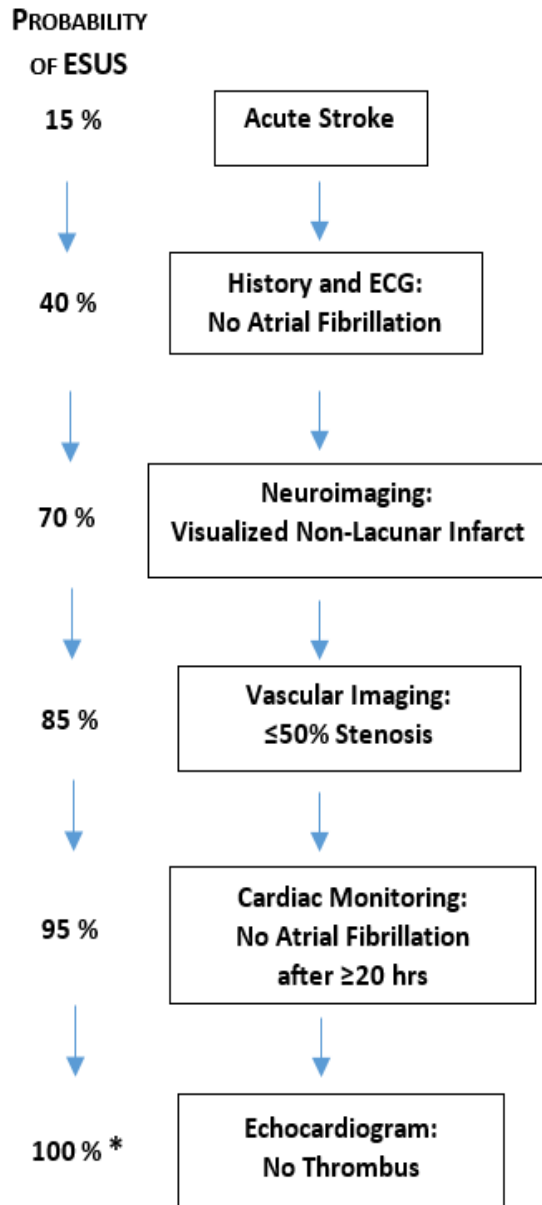 PROBABILITY
OF ESUS
15 %
Acute Stroke
40 %
History and ECG:
No Atrial Fibrillation
70 %
Neuroimaging:
Visualized Non-Lacunar Infarct
85 %
Vascular Imaging:
≤50% Stenosis
95 %
Cardiac Monitoring:
No Atrial Fibrillation
after ≥20 hrs
100 % *
Echocardiogram:
No Thrombus